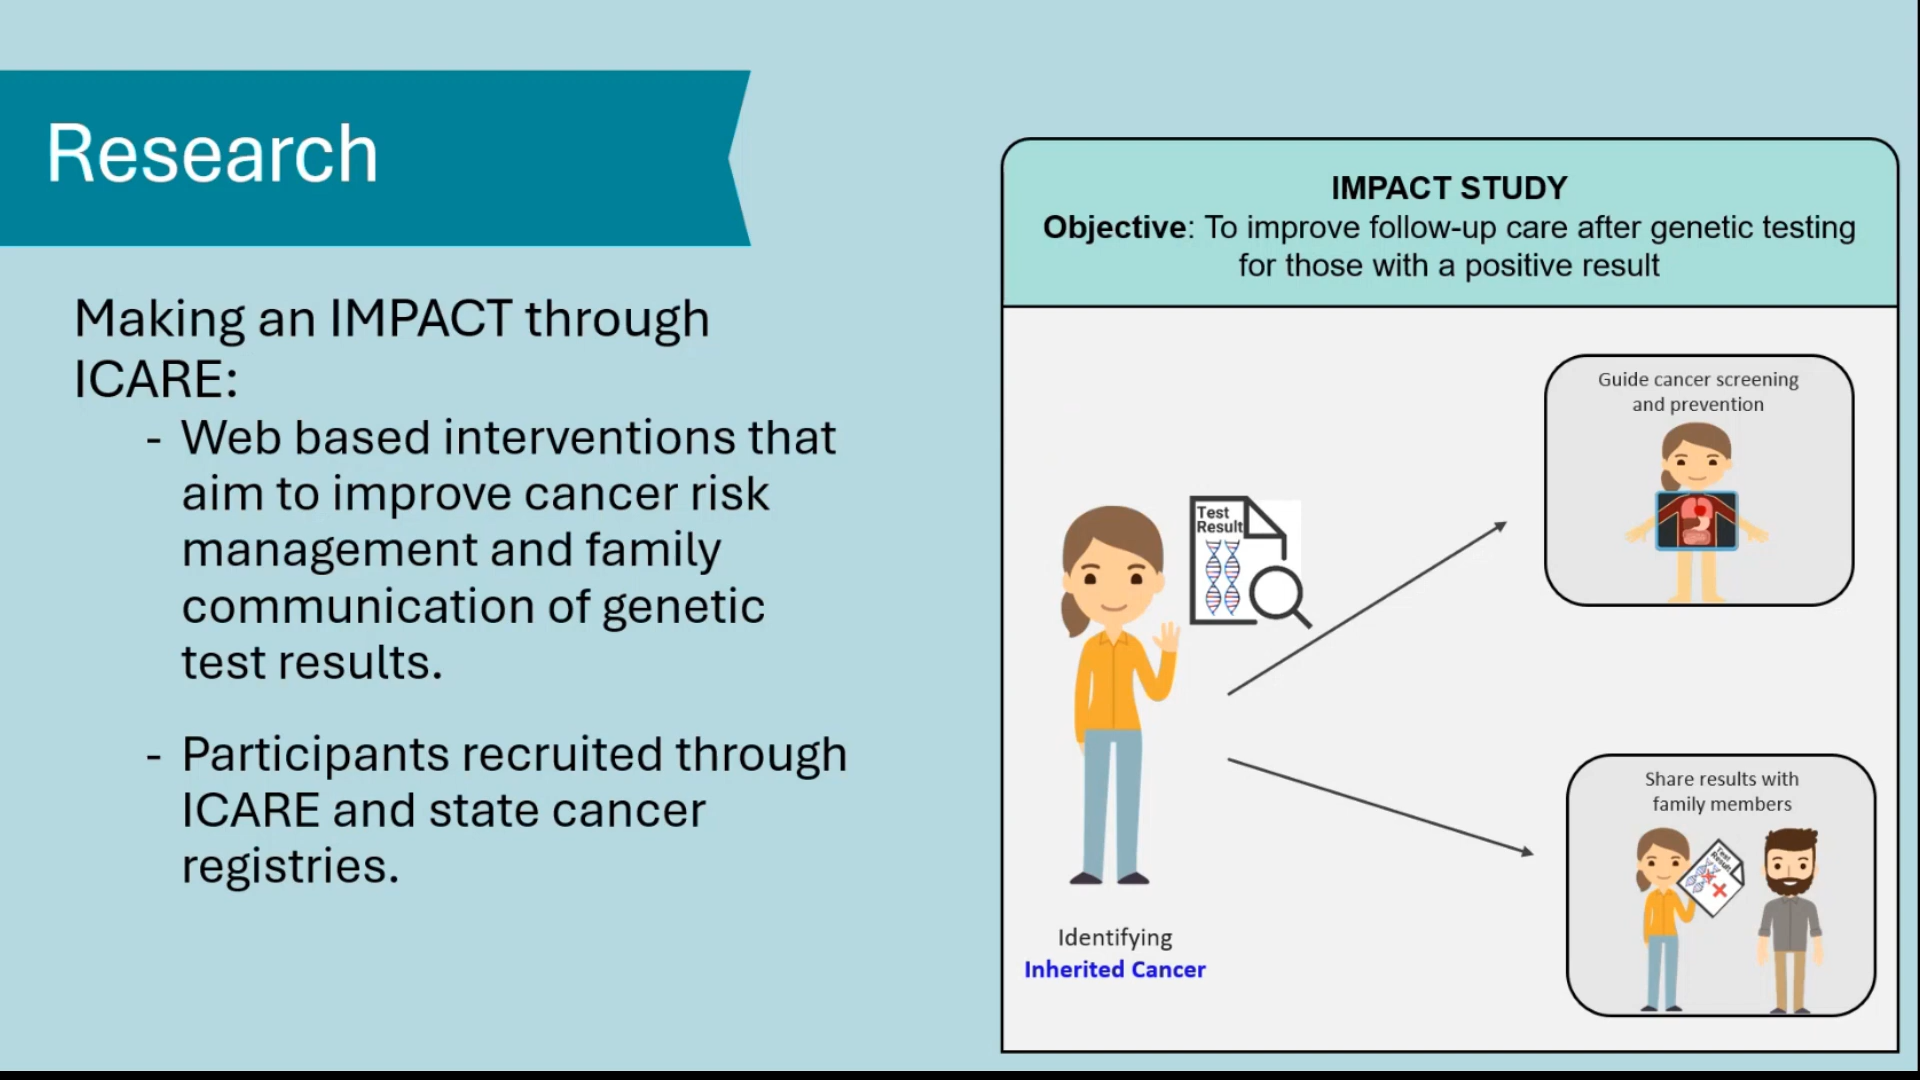 Research
Making an IMPACT through
ICARE:
- Web based interventions that
aim to improve cancer risk
management and family
communication of genetic
test results.
- Participants recruited through
ICARE and state cancer
registries.
IMPACT STUDY
Objective: To improve follow-up care after genetic testing
for those with a positive result
Test
Result
Identifying
Inherited Cancer
Guide cancer screening
and prevention
Share results with
family members
Test
Result